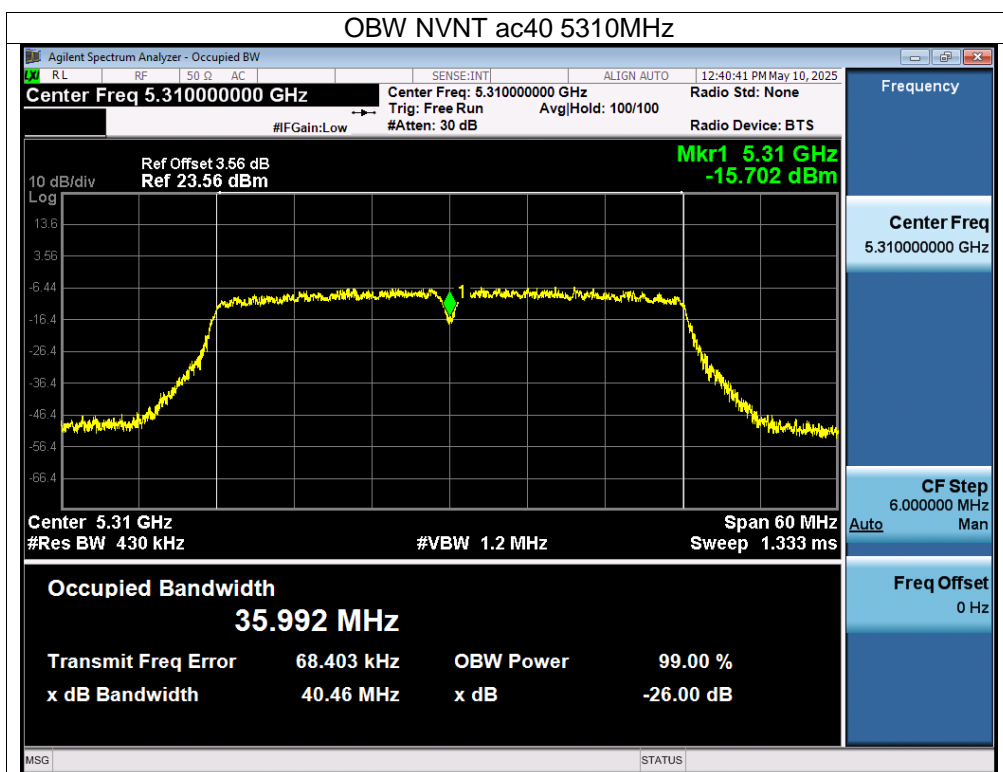 OBW NVNT ac40 5310MHz
Agilent Spectrum Analyzer - Occupied BW
LXI RL RF 50 Ω AC SENSE:INT ALIGN AUTO 12:40:41 PM May 10, 2025
Center Freq 5.310000000 GHz
Center Freq: 5.310000000 GHz Radio Std: None
Trig: Free Run Avg|Hold: 100/100
#IFGain:Low #Atten: 30 dB Radio Device: BTS
Mkr1 5.31 GHz
-15.702 dBm
Ref Offset 3.56 dB
10 dB/div Ref 23.56 dBm
Log
13.6
3.56
-6.44
-16.4
-26.4
-36.4
-46.4
-56.4
-66.4
1
Center 5.31 GHz Span 60 MHz
#Res BW 430 kHz #VBW 1.2 MHz Sweep 1.333 ms
Occupied Bandwidth
35.992 MHz
Transmit Freq Error 68.403 kHz OBW Power 99.00 %
x dB Bandwidth 40.46 MHz x dB -26.00 dB
Frequency
Center Freq
5.310000000 GHz
CF Step
6.000000 MHz
Auto Man
Freq Offset
0 Hz
MSG STATUS